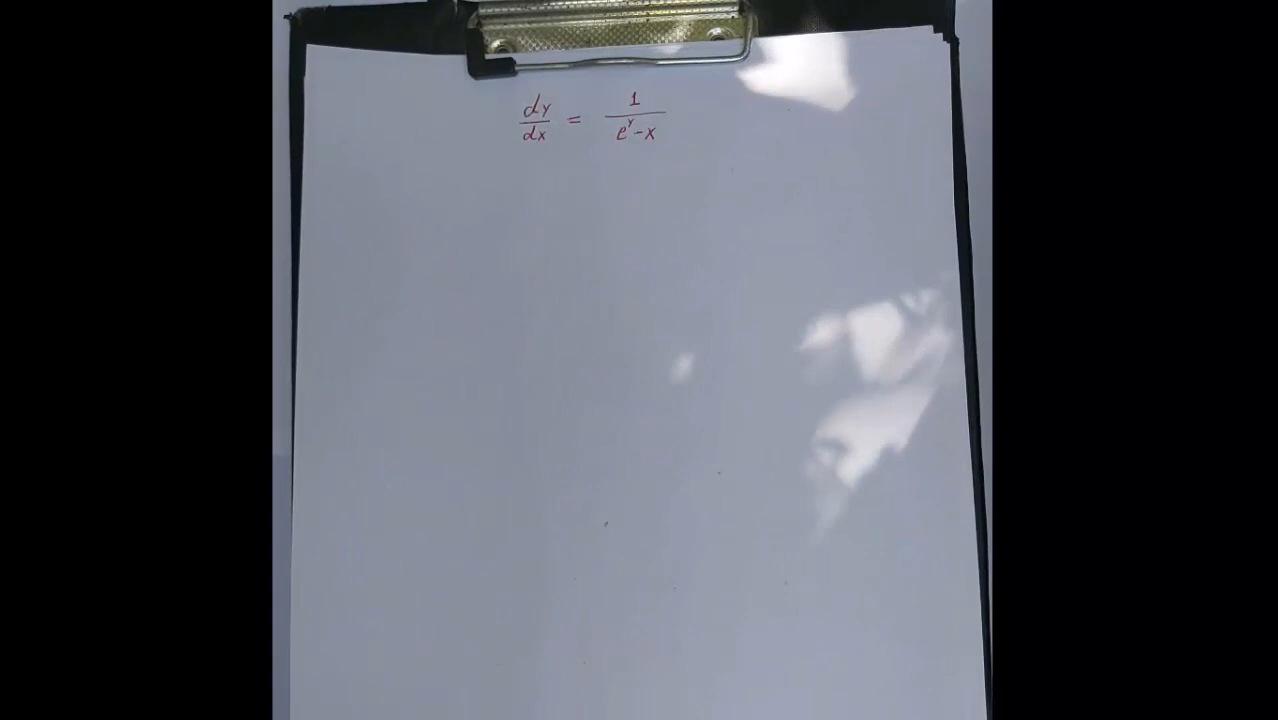 dy/dx = 1/(e^y - x)